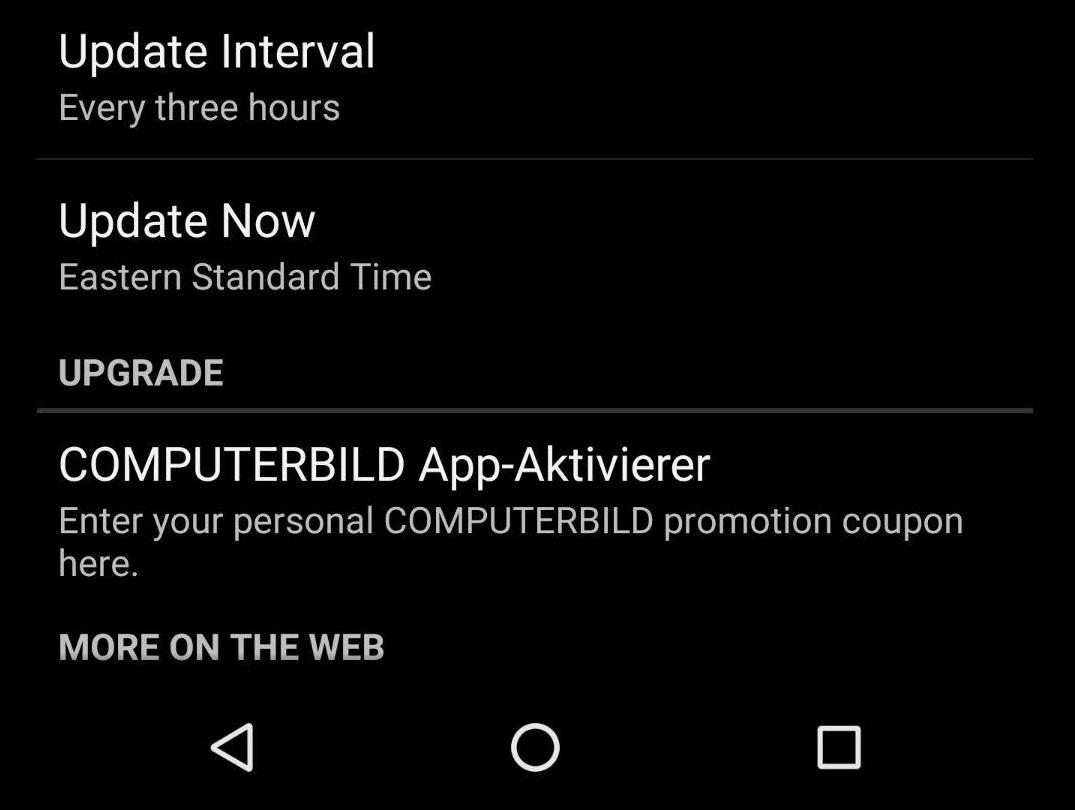 Update Interval
Every three hours
Update Now
Eastern Standard Time
UPGRADE
COMPUTERBILD App-Aktivierer
Enter your personal COMPUTERBILD promotion coupon
here.
MORE ON THE WEB